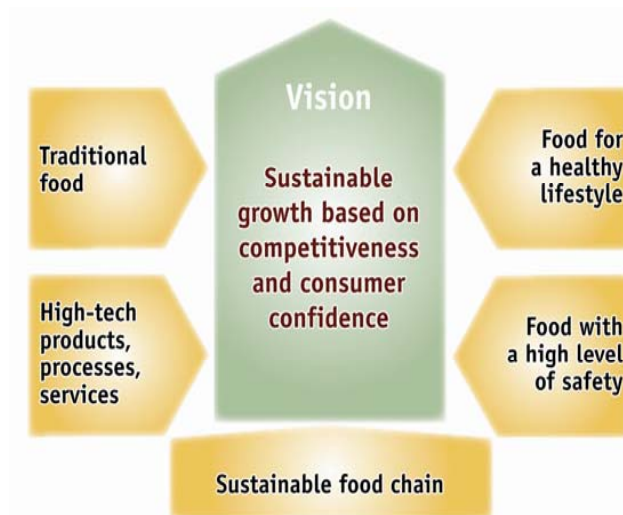 Vision
Sustainable
growth based on
competitiveness
and consumer
confidence
Traditional
food
High-tech
products,
processes,
services
Food for
a healthy
lifestyle
Food with
a high level
of safety
Sustainable food chain